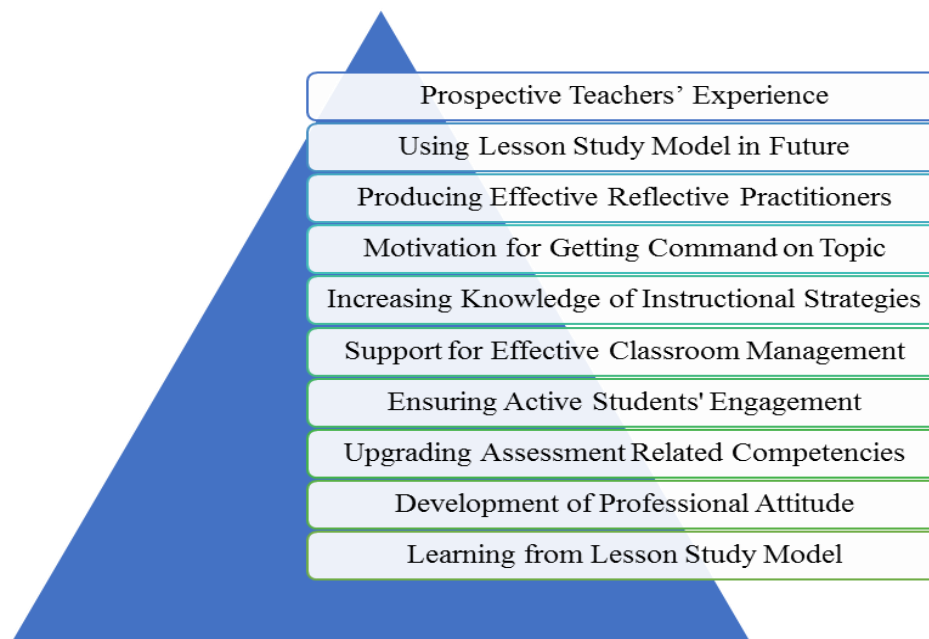 Prospective Teachers’ Experience
Using Lesson Study Model in Future
Producing Effective Reflective Practitioners
Motivation for Getting Command on Topic
Increasing Knowledge of Instructional Strategies
Support for Effective Classroom Management
Ensuring Active Students' Engagement
Upgrading Assessment Related Competencies
Development of Professional Attitude
Learning from Lesson Study Model